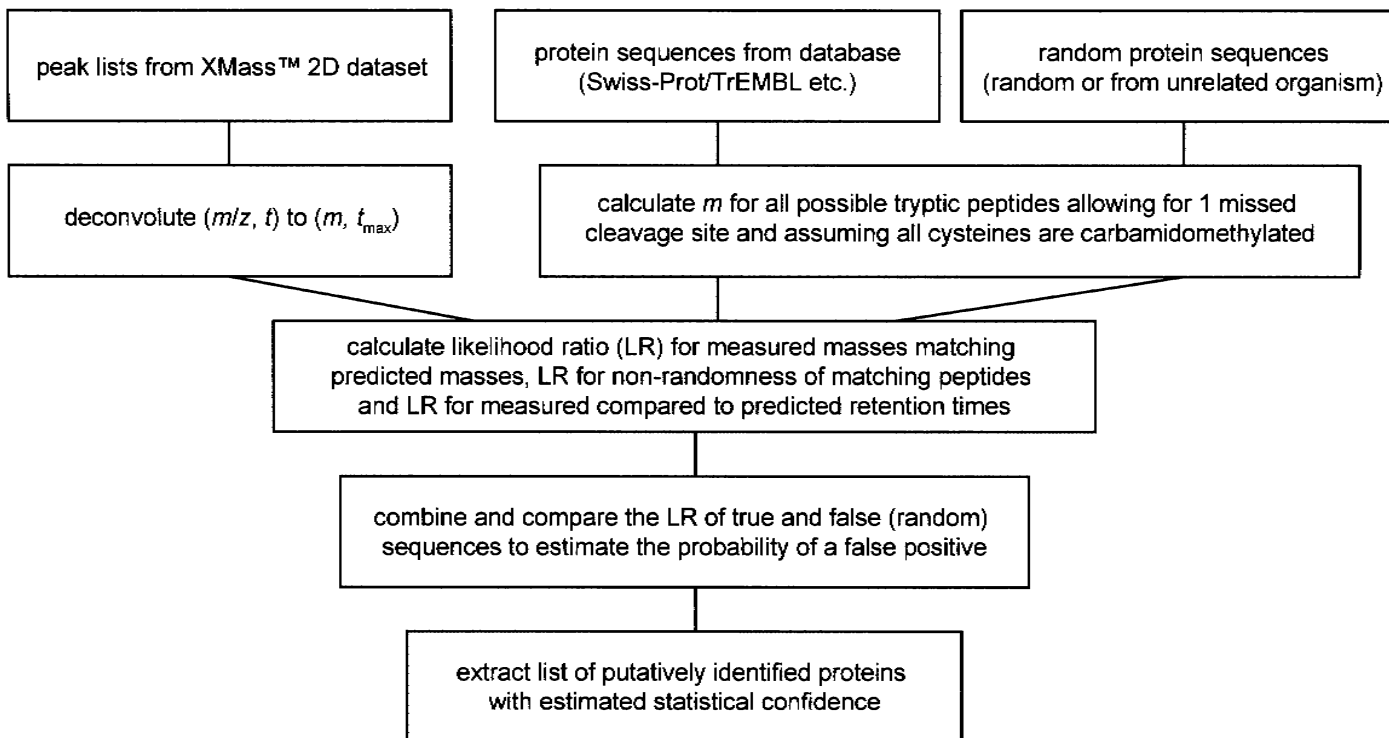 peak lists from XMass™ 2D dataset
protein sequences from database
(Swiss-Prot/TrEMBL etc.)
random protein sequences
(random or from unrelated organism)
deconvolute (m/z, t) to (m, tmax)
calculate m for all possible tryptic peptides allowing for 1 missed
cleavage site and assuming all cysteines are carbamidomethylated
calculate likelihood ratio (LR) for measured masses matching
predicted masses, LR for non-randomness of matching peptides
and LR for measured compared to predicted retention times
combine and compare the LR of true and false (random)
sequences to estimate the probability of a false positive
extract list of putatively identified proteins
with estimated statistical confidence